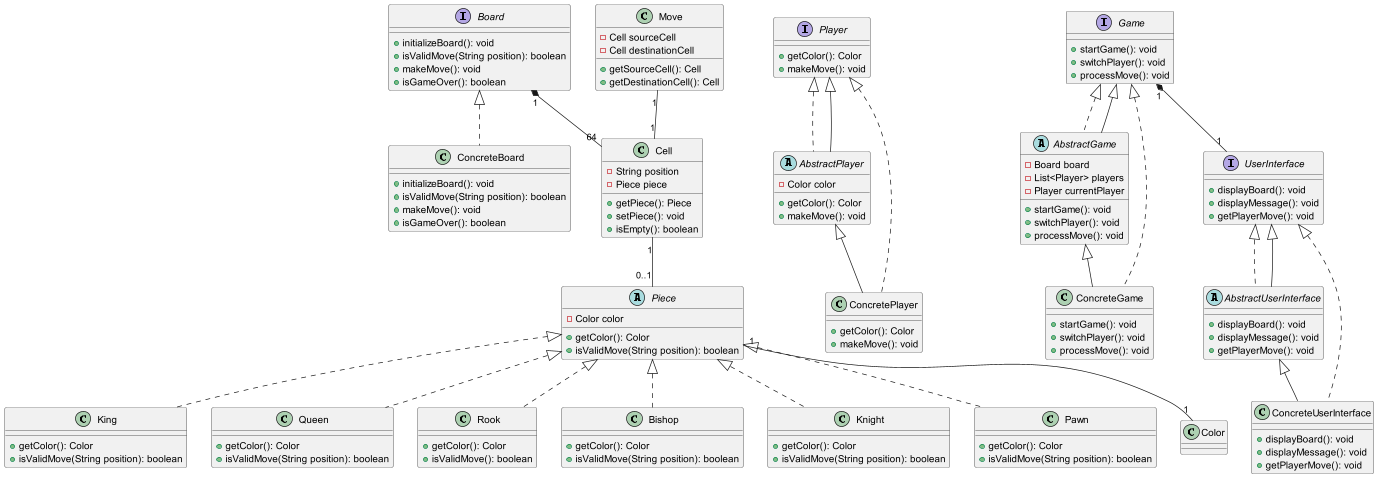 I Board
initializeBoard(): void
isValidMove(String position): boolean
makeMove(): void
isGameOver(): boolean
C Move
Cell sourceCell
Cell destinationCell
getSourceCell(): Cell
getDestinationCell(): Cell
I Player
getColor(): Color
makeMove(): void
I Game
startGame(): void
switchPlayer(): void
processMove(): void
1
64
1
1
1
1
C ConcreteBoard
initializeBoard(): void
isValidMove(String position): boolean
makeMove(): void
isGameOver(): boolean
C Cell
String position
Piece piece
getPiece(): Piece
setPiece(): void
isEmpty(): boolean
A AbstractPlayer
Color color
getColor(): Color
makeMove(): void
A AbstractGame
Board board
List<Player> players
Player currentPlayer
startGame(): void
switchPlayer(): void
processMove(): void
I UserInterface
displayBoard(): void
displayMessage(): void
getPlayerMove(): void
1
0..1
A Piece
Color color
getColor(): Color
isValidMove(String position): boolean
C ConcretePlayer
getColor(): Color
makeMove(): void
C ConcreteGame
startGame(): void
switchPlayer(): void
processMove(): void
A AbstractUserInterface
displayBoard(): void
displayMessage(): void
getPlayerMove(): void
1
1
C King
getColor(): Color
isValidMove(String position): boolean
C Queen
getColor(): Color
isValidMove(String position): boolean
C Rook
getColor(): Color
isValidMove(): boolean
C Bishop
getColor(): Color
isValidMove(String position): boolean
C Knight
getColor(): Color
isValidMove(String position): boolean
C Pawn
getColor(): Color
isValidMove(String position): boolean
C Color
C ConcreteUserInterface
displayBoard(): void
displayMessage(): void
getPlayerMove(): void